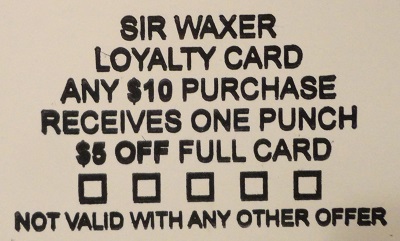 SIR WAXER
LOYALTY CARD
ANY $10 PURCHASE
RECEIVES ONE PUNCH
$5 OFF FULL CARD
NOT VALID WITH ANY OTHER OFFER